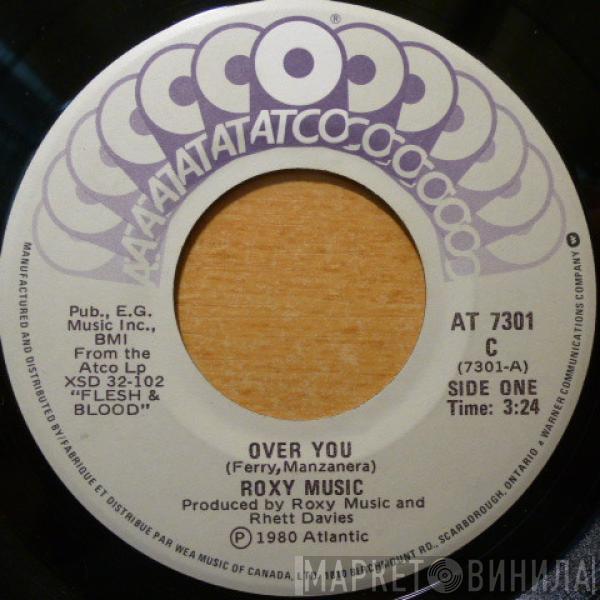 ®
ATATATATATCOCOCOCOCO
Pub., E.G.
Music Inc.,
BMI
From the
Atco Lp
XSD 32-102
"FLESH &
BLOOD"
AT 7301
C
(7301-A)
SIDE ONE
Time: 3:24
OVER YOU
(Ferry, Manzanera)
ROXY MUSIC
Produced by Roxy Music and
Rhett Davies
Ⓟ 1980 Atlantic
MANUFACTURED AND DISTRIBUTED BY/FABRIQUE ET DISTRIBUE PAR WEA MUSIC OF CANADA, LTD., 1810 BIRCHMOUNT RD., SCARBOROUGH, ONTARIO A WARNER COMMUNICATIONS COMPANY
МАРКЕТ ВИНИЛА